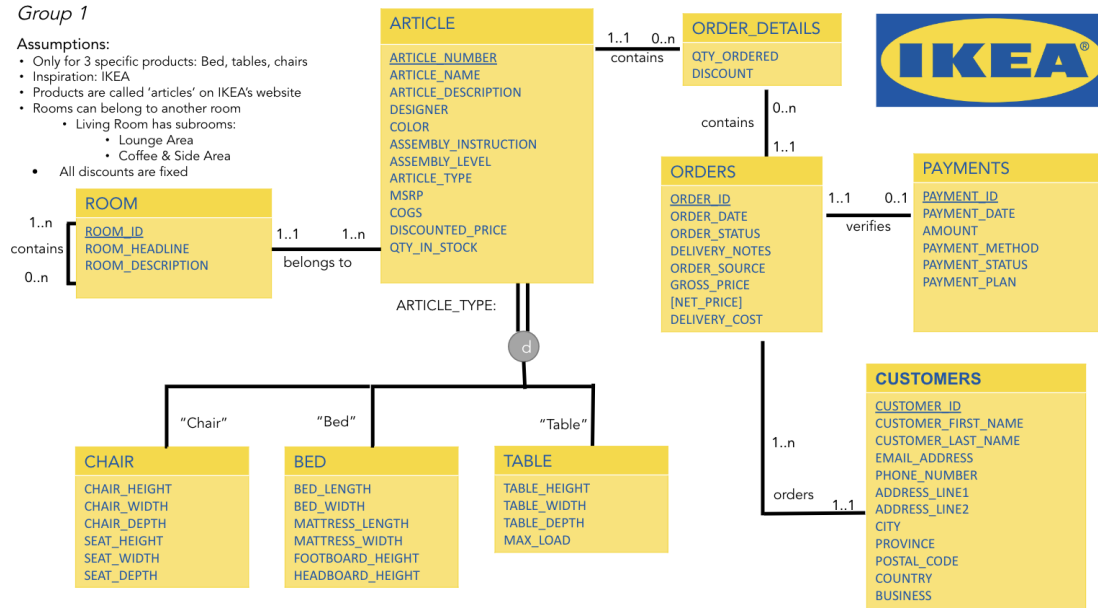 Group 1
Assumptions:
• Only for 3 specific products: Bed, tables, chairs
• Inspiration: IKEA
• Products are called ‘articles’ on IKEA’s website
• Rooms can belong to another room
• Living Room has subrooms:
• Lounge Area
• Coffee & Side Area
• All discounts are fixed
ROOM
ROOM_ID
ROOM_HEADLINE
ROOM_DESCRIPTION
1..n
contains
0..n
1..1 1..n
belongs to
ARTICLE
ARTICLE_NUMBER
ARTICLE_NAME
ARTICLE_DESCRIPTION
DESIGNER
COLOR
ASSEMBLY_INSTRUCTION
ASSEMBLY_LEVEL
ARTICLE_TYPE
MSRP
COGS
DISCOUNTED_PRICE
QTY_IN_STOCK
1..1 0..n
contains
ORDER_DETAILS
QTY_ORDERED
DISCOUNT
IKEA®
0..n
contains
1..1
ORDERS
ORDER_ID
ORDER_DATE
ORDER_STATUS
DELIVERY_NOTES
ORDER_SOURCE
GROSS_PRICE
[NET_PRICE]
DELIVERY_COST
1..1 0..1
verifies
PAYMENTS
PAYMENT_ID
PAYMENT_DATE
AMOUNT
PAYMENT_METHOD
PAYMENT_STATUS
PAYMENT_PLAN
ARTICLE_TYPE:
d
“Chair”
“Bed”
“Table”
CHAIR
CHAIR_HEIGHT
CHAIR_WIDTH
CHAIR_DEPTH
SEAT_HEIGHT
SEAT_WIDTH
SEAT_DEPTH
BED
BED_LENGTH
BED_WIDTH
MATTRESS_LENGTH
MATTRESS_WIDTH
FOOTBOARD_HEIGHT
HEADBOARD_HEIGHT
TABLE
TABLE_HEIGHT
TABLE_WIDTH
TABLE_DEPTH
MAX_LOAD
1..n
orders
1..1
CUSTOMERS
CUSTOMER_ID
CUSTOMER_FIRST_NAME
CUSTOMER_LAST_NAME
EMAIL_ADDRESS
PHONE_NUMBER
ADDRESS_LINE1
ADDRESS_LINE2
CITY
PROVINCE
POSTAL_CODE
COUNTRY
BUSINESS